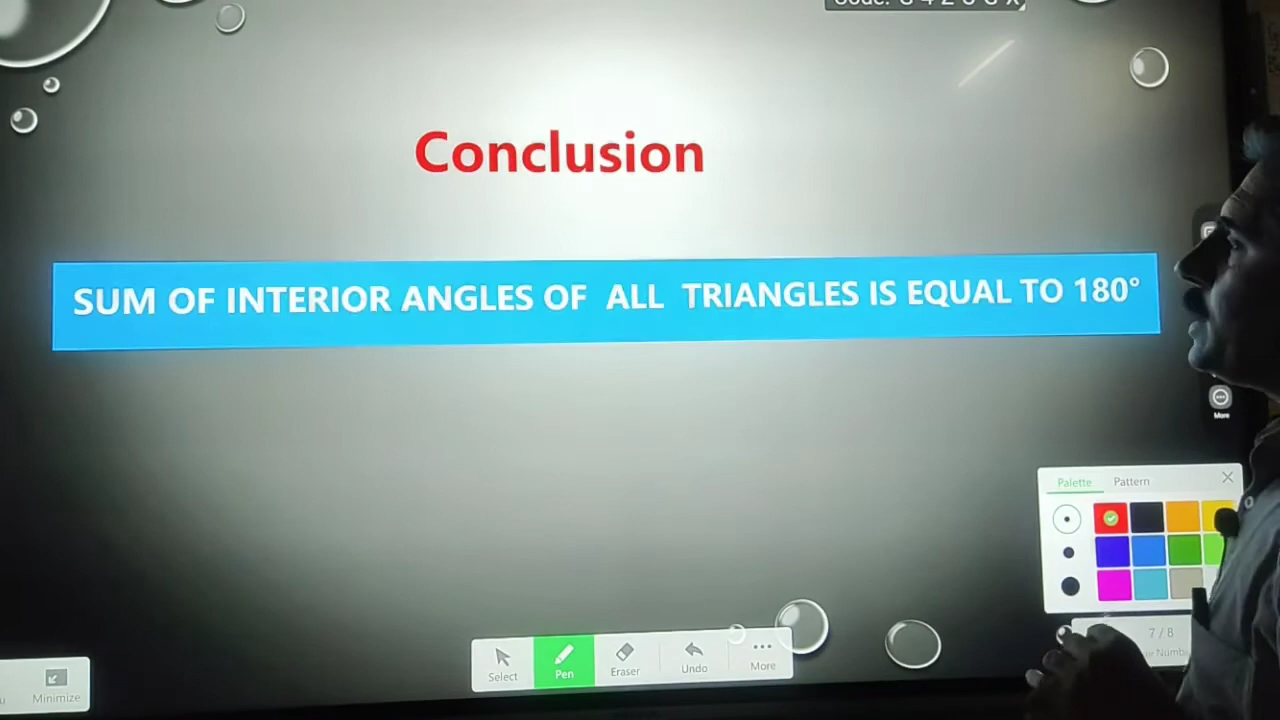 Code:
Conclusion
SUM OF INTERIOR ANGLES OF ALL TRIANGLES IS EQUAL TO 180°
More
Palette Pattern
7 / 8
Select Pen Eraser Undo More
Minimize